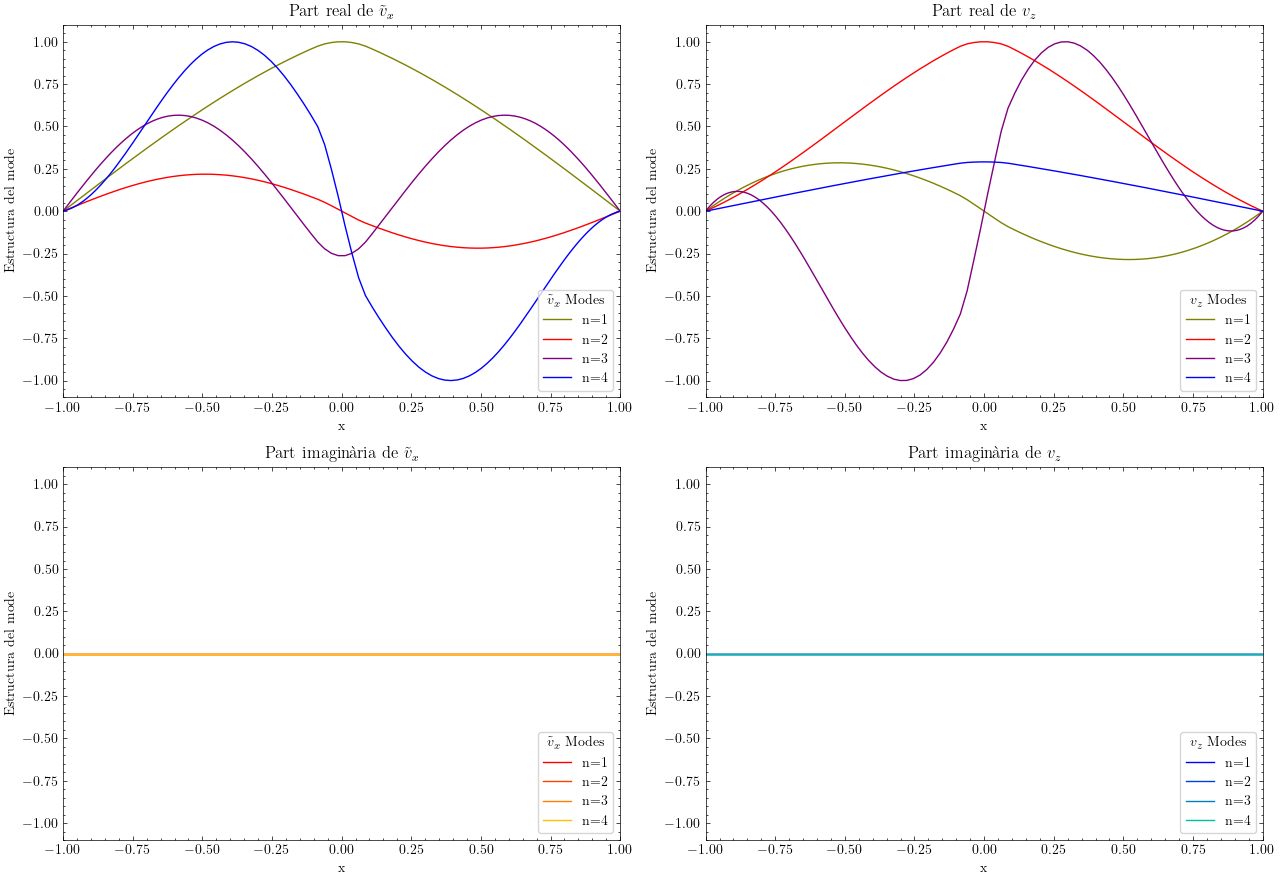 Part real de ṽₓ
Estructura del mode
1.00
0.75
0.50
0.25
0.00
−0.25
−0.50
−0.75
−1.00
−1.00 −0.75 −0.50 −0.25 0.00 0.25 0.50 0.75 1.00
x
ṽₓ Modes
n=1
n=2
n=3
n=4
Part real de v_z
Estructura del mode
1.00
0.75
0.50
0.25
0.00
−0.25
−0.50
−0.75
−1.00
−1.00 −0.75 −0.50 −0.25 0.00 0.25 0.50 0.75 1.00
x
v_z Modes
n=1
n=2
n=3
n=4
Part imaginària de ṽₓ
Estructura del mode
1.00
0.75
0.50
0.25
0.00
−0.25
−0.50
−0.75
−1.00
−1.00 −0.75 −0.50 −0.25 0.00 0.25 0.50 0.75 1.00
x
ṽₓ Modes
n=1
n=2
n=3
n=4
Part imaginària de v_z
Estructura del mode
1.00
0.75
0.50
0.25
0.00
−0.25
−0.50
−0.75
−1.00
−1.00 −0.75 −0.50 −0.25 0.00 0.25 0.50 0.75 1.00
x
v_z Modes
n=1
n=2
n=3
n=4